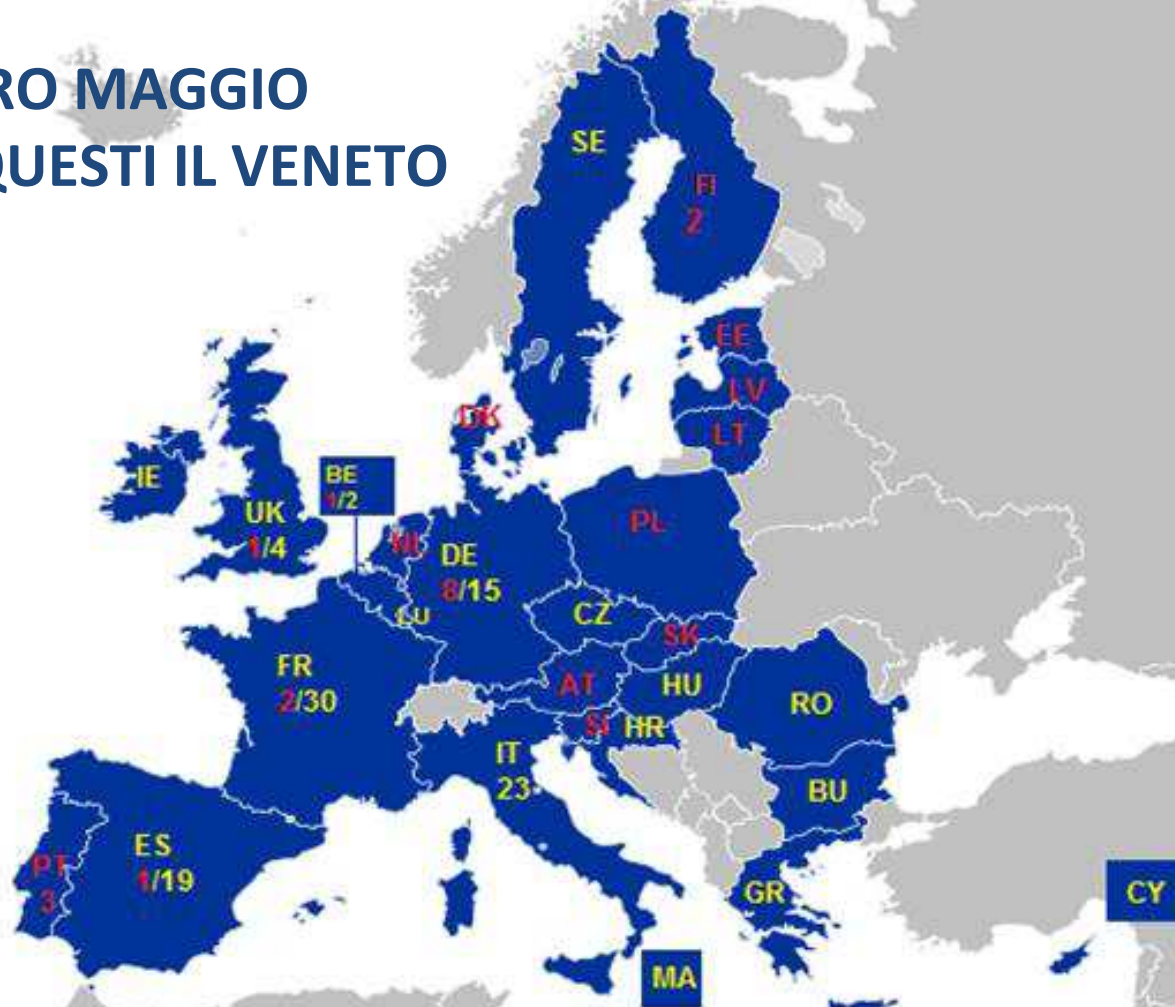 RO MAGGIO
QUESTI IL VENETO
SE
FI
2
EE
LV
DK
LT
IE
BE
1/2
UK
1/4
PL
NL
DE
8/15
CZ
LU
SK
FR
2/30
AT
HU
RO
SI
HR
IT
23
BU
ES
1/19
PT
3
GR
CY
MA